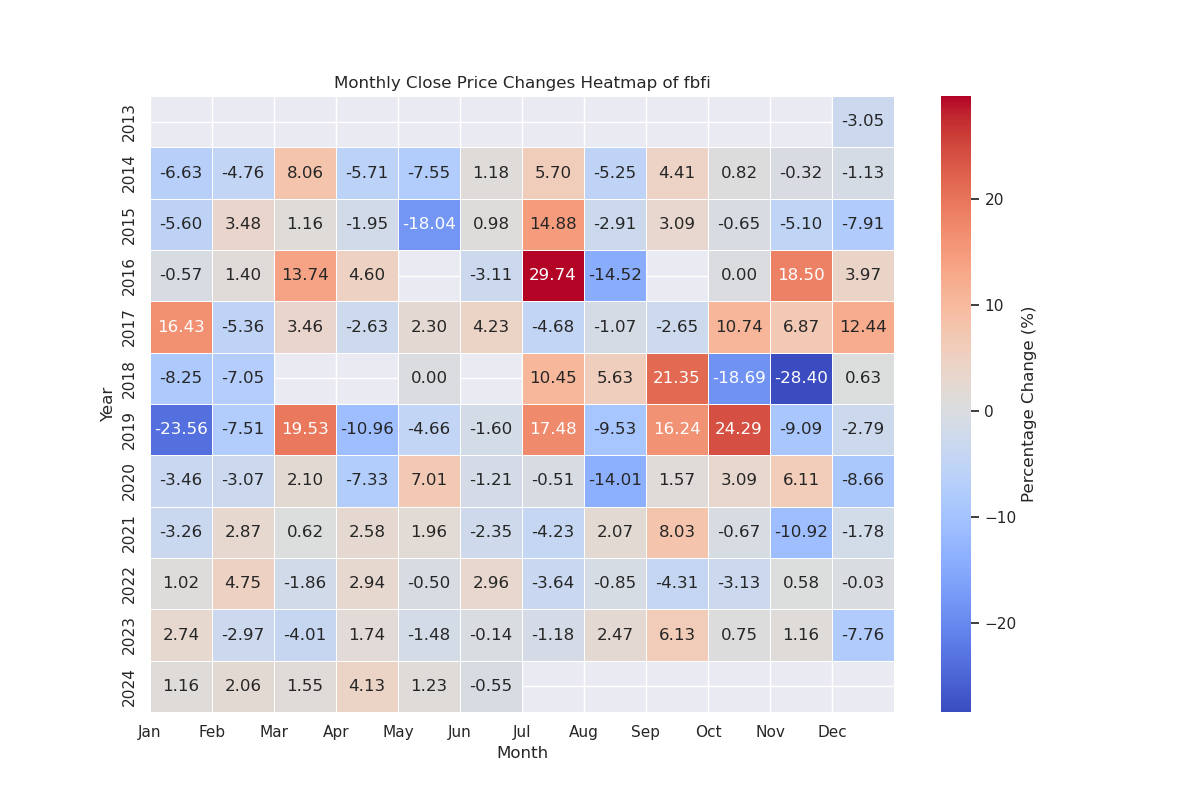 Monthly Close Price Changes Heatmap of fbfi
2013 -3.05
2014 -6.63 -4.76 8.06 -5.71 -7.55 1.18 5.70 -5.25 4.41 0.82 -0.32 -1.13
2015 -5.60 3.48 1.16 -1.95 -18.04 0.98 14.88 -2.91 3.09 -0.65 -5.10 -7.91
2016 -0.57 1.40 13.74 4.60 -3.11 29.74 -14.52 0.00 18.50 3.97
2017 16.43 -5.36 3.46 -2.63 2.30 4.23 -4.68 -1.07 -2.65 10.74 6.87 12.44
2018 -8.25 -7.05 0.00 10.45 5.63 21.35 -18.69 -28.40 0.63
2019 -23.56 -7.51 19.53 -10.96 -4.66 -1.60 17.48 -9.53 16.24 24.29 -9.09 -2.79
2020 -3.46 -3.07 2.10 -7.33 7.01 -1.21 -0.51 -14.01 1.57 3.09 6.11 -8.66
2021 -3.26 2.87 0.62 2.58 1.96 -2.35 -4.23 2.07 8.03 -0.67 -10.92 -1.78
2022 1.02 4.75 -1.86 2.94 -0.50 2.96 -3.64 -0.85 -4.31 -3.13 0.58 -0.03
2023 2.74 -2.97 -4.01 1.74 -1.48 -0.14 -1.18 2.47 6.13 0.75 1.16 -7.76
2024 1.16 2.06 1.55 4.13 1.23 -0.55
Jan Feb Mar Apr May Jun Jul Aug Sep Oct Nov Dec
Month
Year
20
10
0
−10
−20
Percentage Change (%)